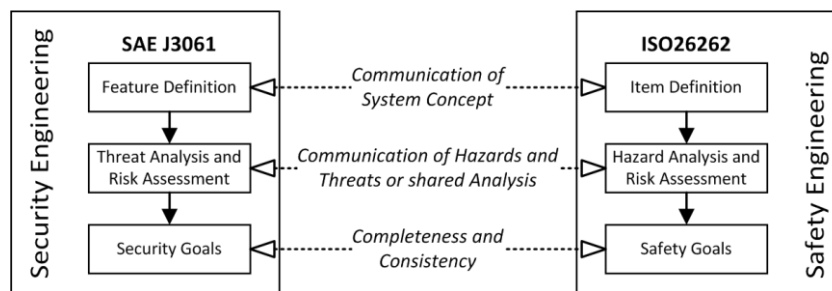 Security Engineering
SAE J3061
Feature Definition
Threat Analysis and
Risk Assessment
Security Goals
Communication of
System Concept
Communication of Hazards and
Threats or shared Analysis
Completeness and
Consistency
ISO26262
Item Definition
Hazard Analysis and
Risk Assessment
Safety Goals
Safety Engineering